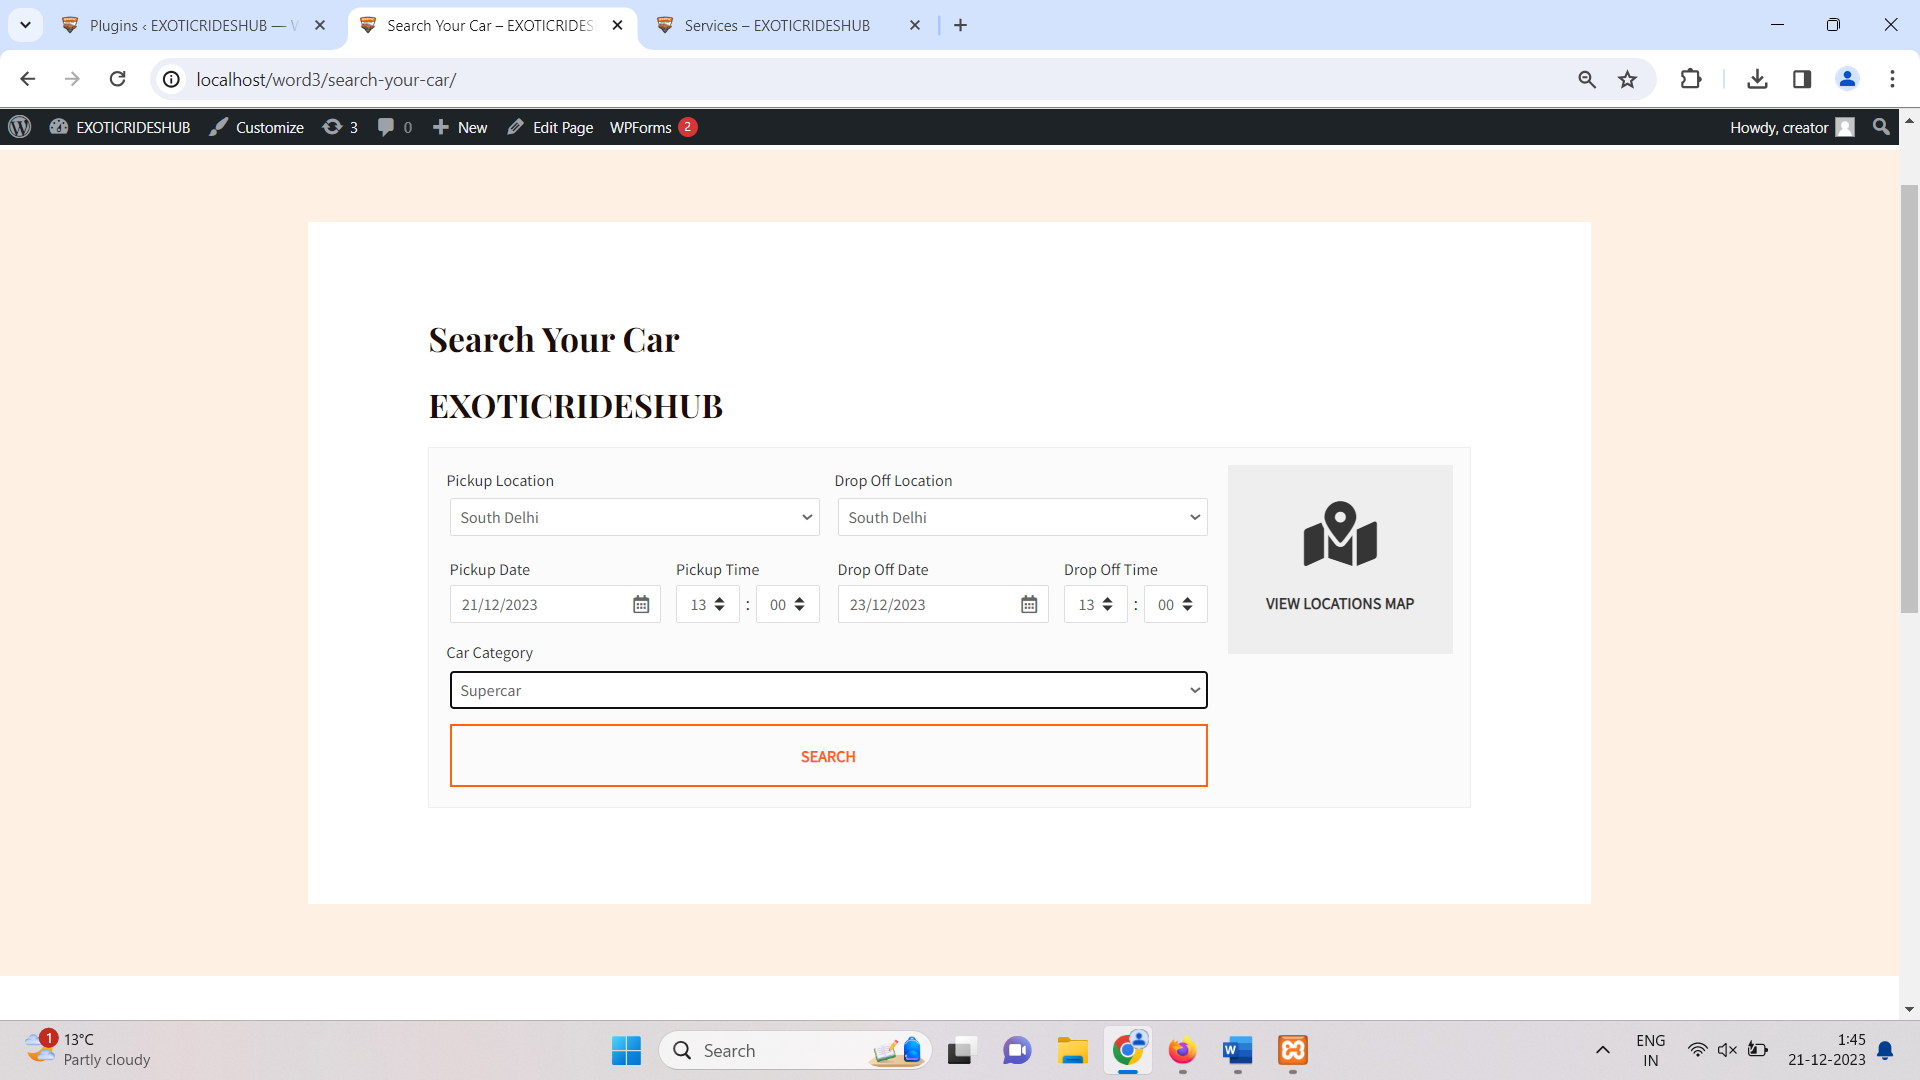 Plugins ‹ EXOTICRIDESHUB —
Search Your Car – EXOTICRIDES
Services – EXOTICRIDESHUB
localhost/word3/search-your-car/
EXOTICRIDESHUB
Customize
3
0
New
Edit Page
WPForms 2
Howdy, creator
Search Your Car
EXOTICRIDESHUB
Pickup Location
Drop Off Location
South Delhi
South Delhi
Pickup Date
Pickup Time
Drop Off Date
Drop Off Time
21/12/2023
13 : 00
23/12/2023
13 : 00
VIEW LOCATIONS MAP
Car Category
Supercar
SEARCH
1
13°C
Partly cloudy
Search
ENG
IN
1:45
21-12-2023